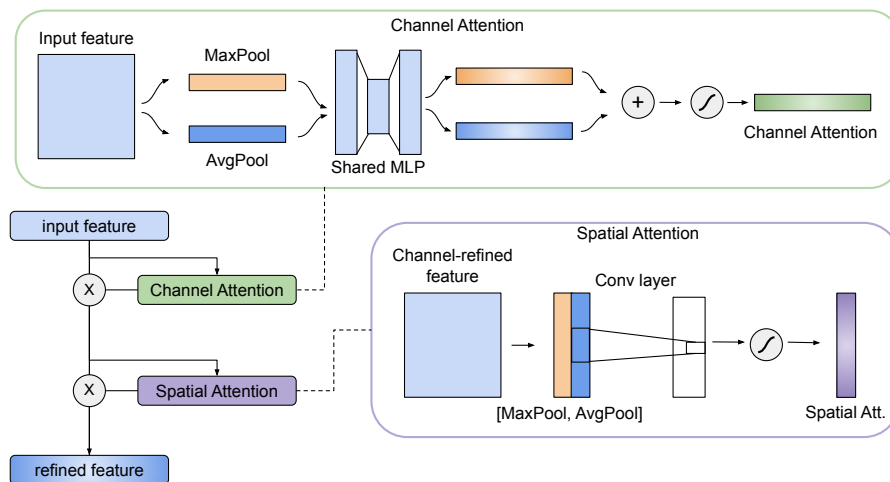 Channel Attention
Input feature
MaxPool
AvgPool
Shared MLP
+
Channel Attention
input feature
X
Channel Attention
X
Spatial Attention
refined feature
Spatial Attention
Channel-refined
feature
Conv layer
[MaxPool, AvgPool]
Spatial Att.